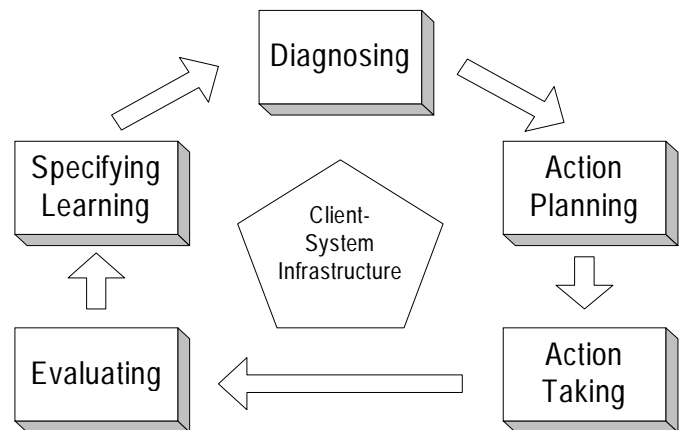 Diagnosing
Action
Planning
Action
Taking
Evaluating
Specifying
Learning
Client-
System
Infrastructure